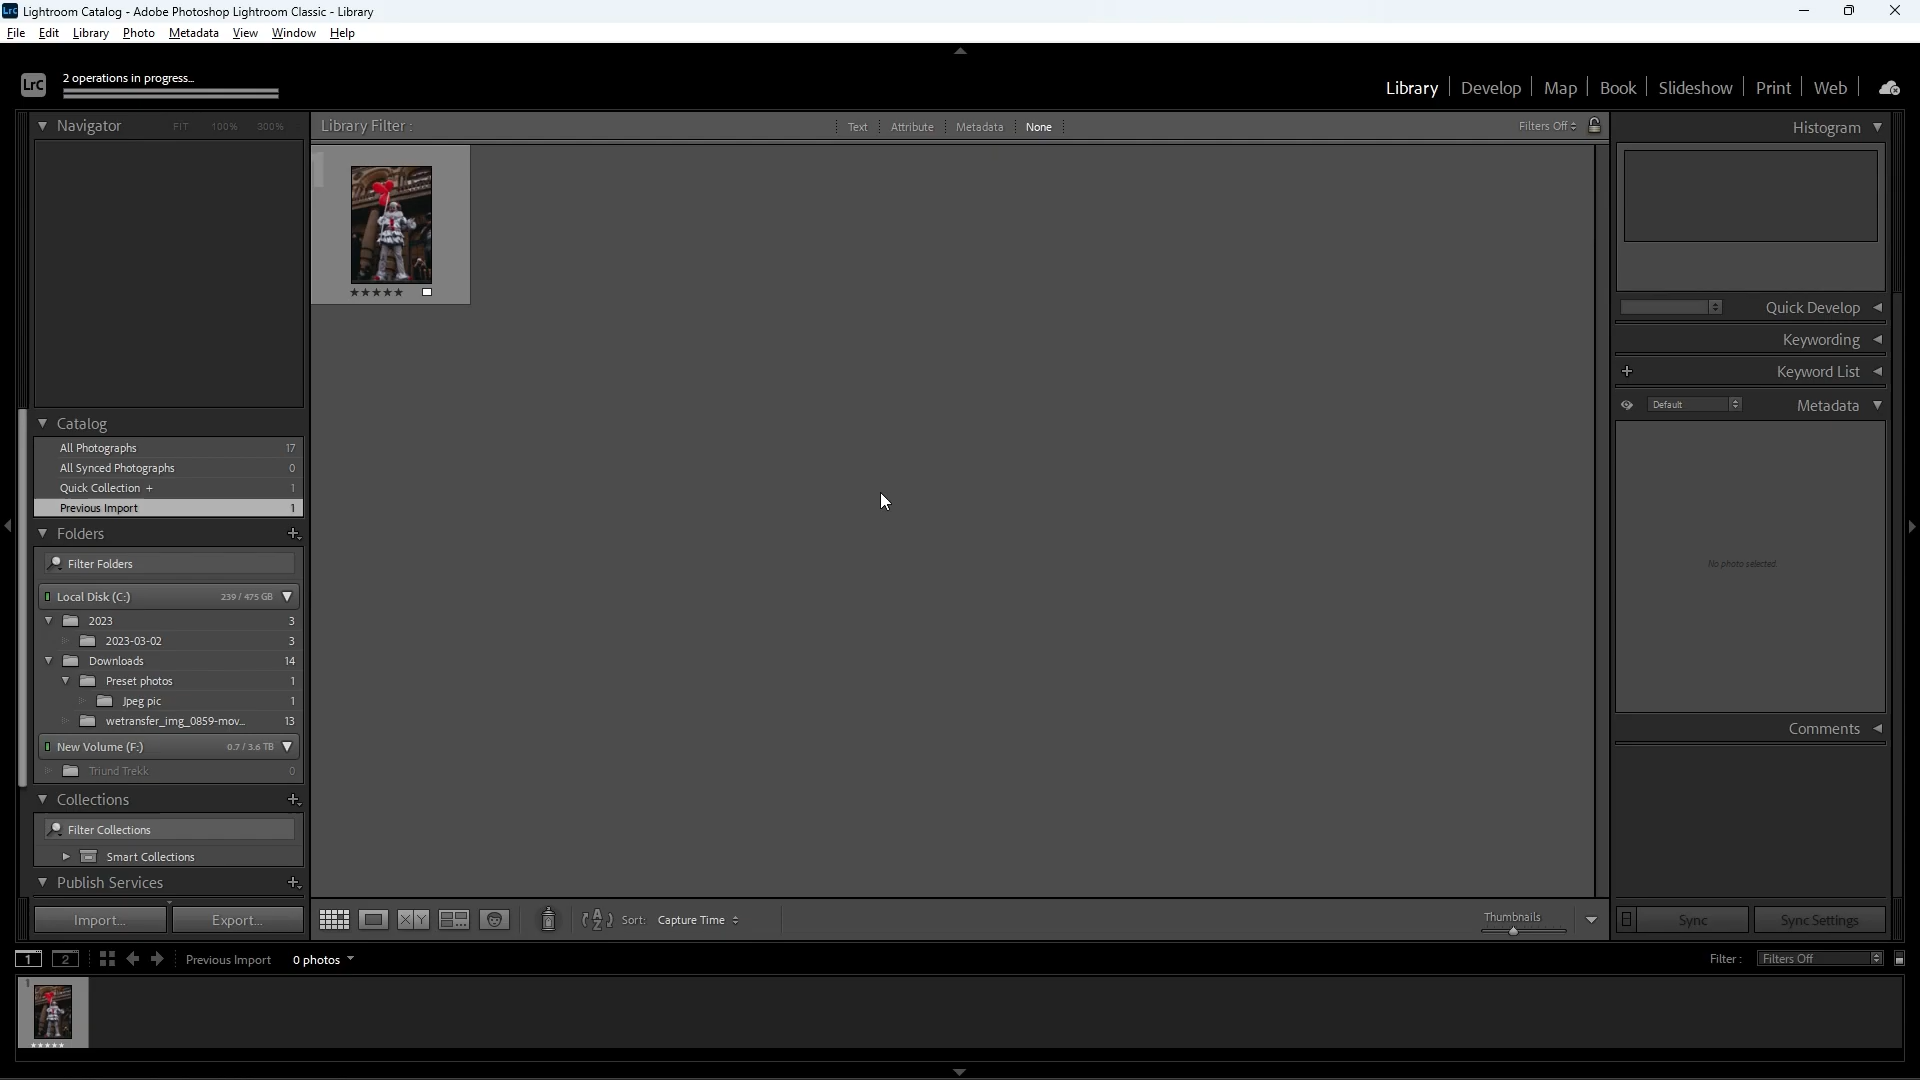 Lrc Lightroom Catalog - Adobe Photoshop Lightroom Classic - Library
File Edit Library Photo Metadata View Window Help
LrC 2 operations in progress...
Library Develop Map Book Slideshow Print Web
Navigator FIT 100% 300%
Library Filter : Text Attribute Metadata None Filters Off
Histogram
1
Quick Develop
Keywording
Keyword List
Default Metadata
No photo selected
Comments
Catalog
All Photographs 17
All Synced Photographs 0
Quick Collection + 1
Previous Import 1
Folders
Filter Folders
Local Disk (C:) 239 / 475 GB
2023 3
2023-03-02 3
Downloads 14
Preset photos 1
Jpeg pic 1
wetransfer_img_0859-mov... 13
New Volume (F:) 0.7 / 3.6 TB
Triund Trekk 0
Collections
Filter Collections
Smart Collections
Publish Services
Import... Export...
XY
AZ Sort: Capture Time
Thumbnails
Sync Sync Settings
1 2 Previous Import 0 photos
Filter : Filters Off
1